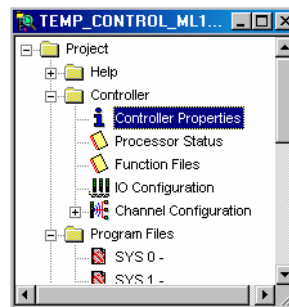 TEMP_CONTROL_ML1...
Project
Help
Controller
Controller Properties
Processor Status
Function Files
IO Configuration
Channel Configuration
Program Files
SYS 0 -
SYS 1 -